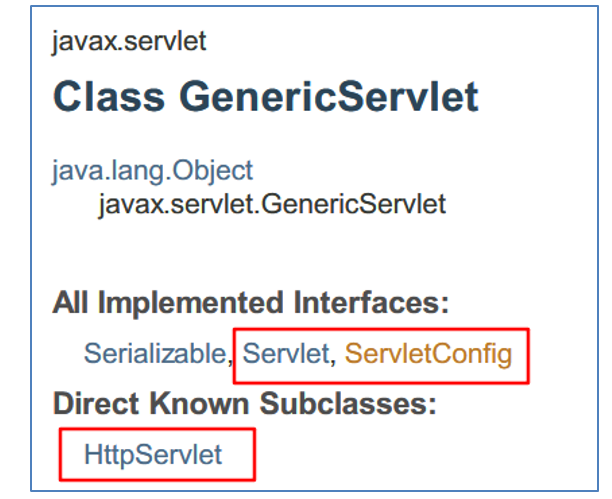 javax.servlet
Class GenericServlet
java.lang.Object
javax.servlet.GenericServlet
All Implemented Interfaces:
Serializable, Servlet, ServletConfig
Direct Known Subclasses:
HttpServlet